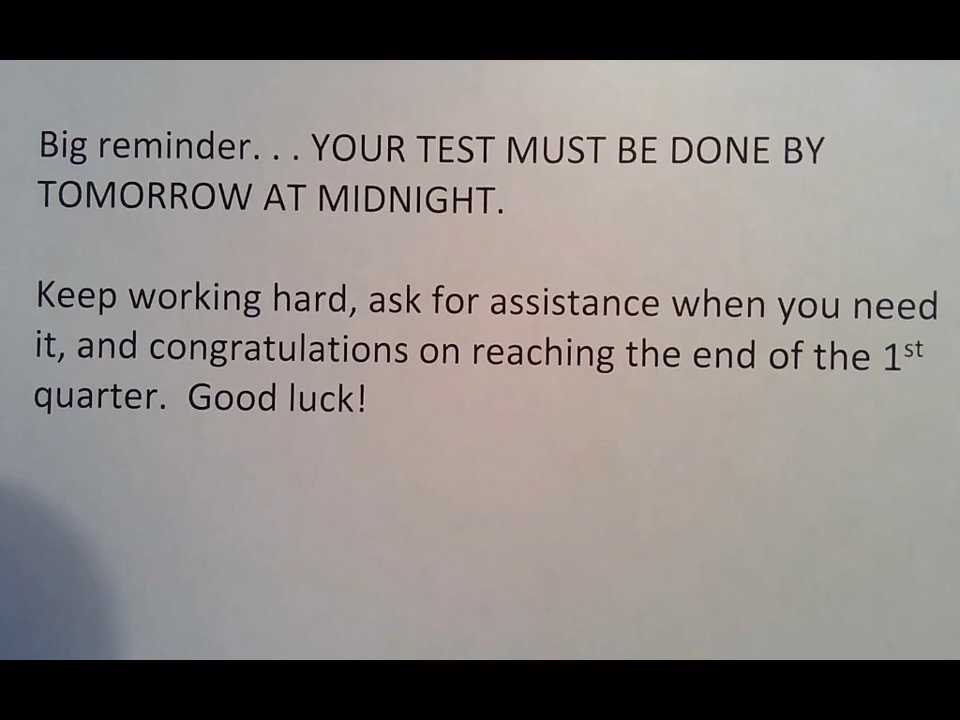 Big reminder. . . YOUR TEST MUST BE DONE BY
TOMORROW AT MIDNIGHT.
Keep working hard, ask for assistance when you need
it, and congratulations on reaching the end of the 1st
quarter.  Good luck!